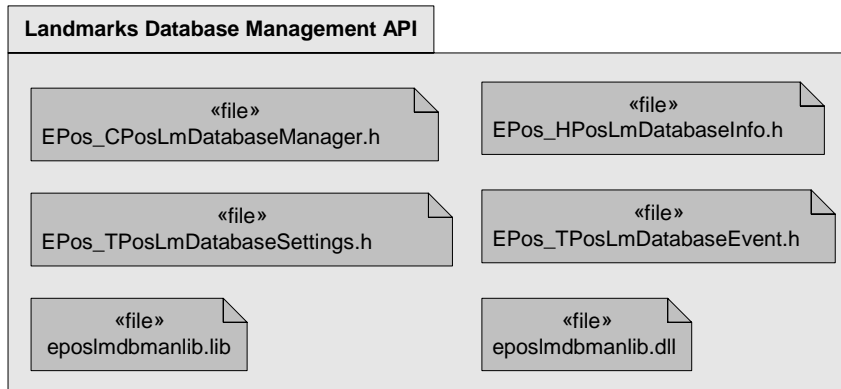 Landmarks Database Management API
«file»
EPos_CPosLmDatabaseManager.h
«file»
EPos_HPosLmDatabaseInfo.h
«file»
EPos_TPosLmDatabaseSettings.h
«file»
EPos_TPosLmDatabaseEvent.h
«file»
eposlmdbmanlib.lib
«file»
eposlmdbmanlib.dll